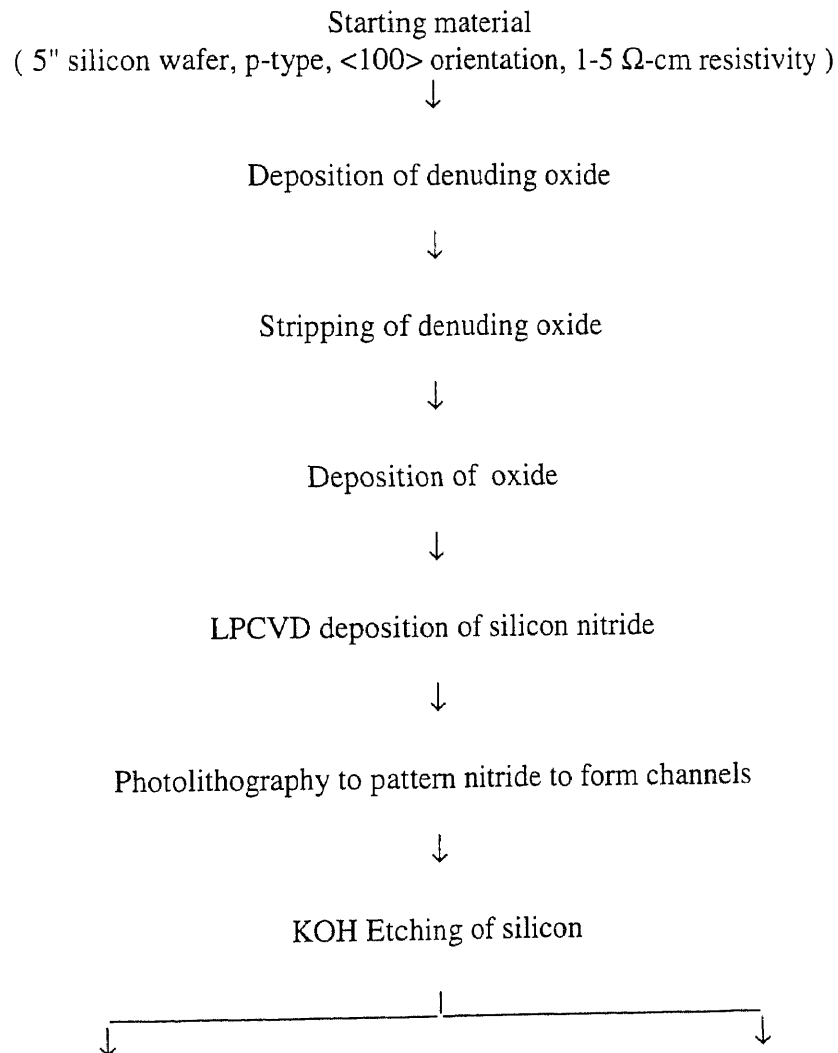 Starting material
( 5" silicon wafer, p-type, <100> orientation, 1-5 Ω-cm resistivity )
Deposition of denuding oxide
Stripping of denuding oxide
Deposition of oxide
LPCVD deposition of silicon nitride
Photolithography to pattern nitride to form channels
KOH Etching of silicon